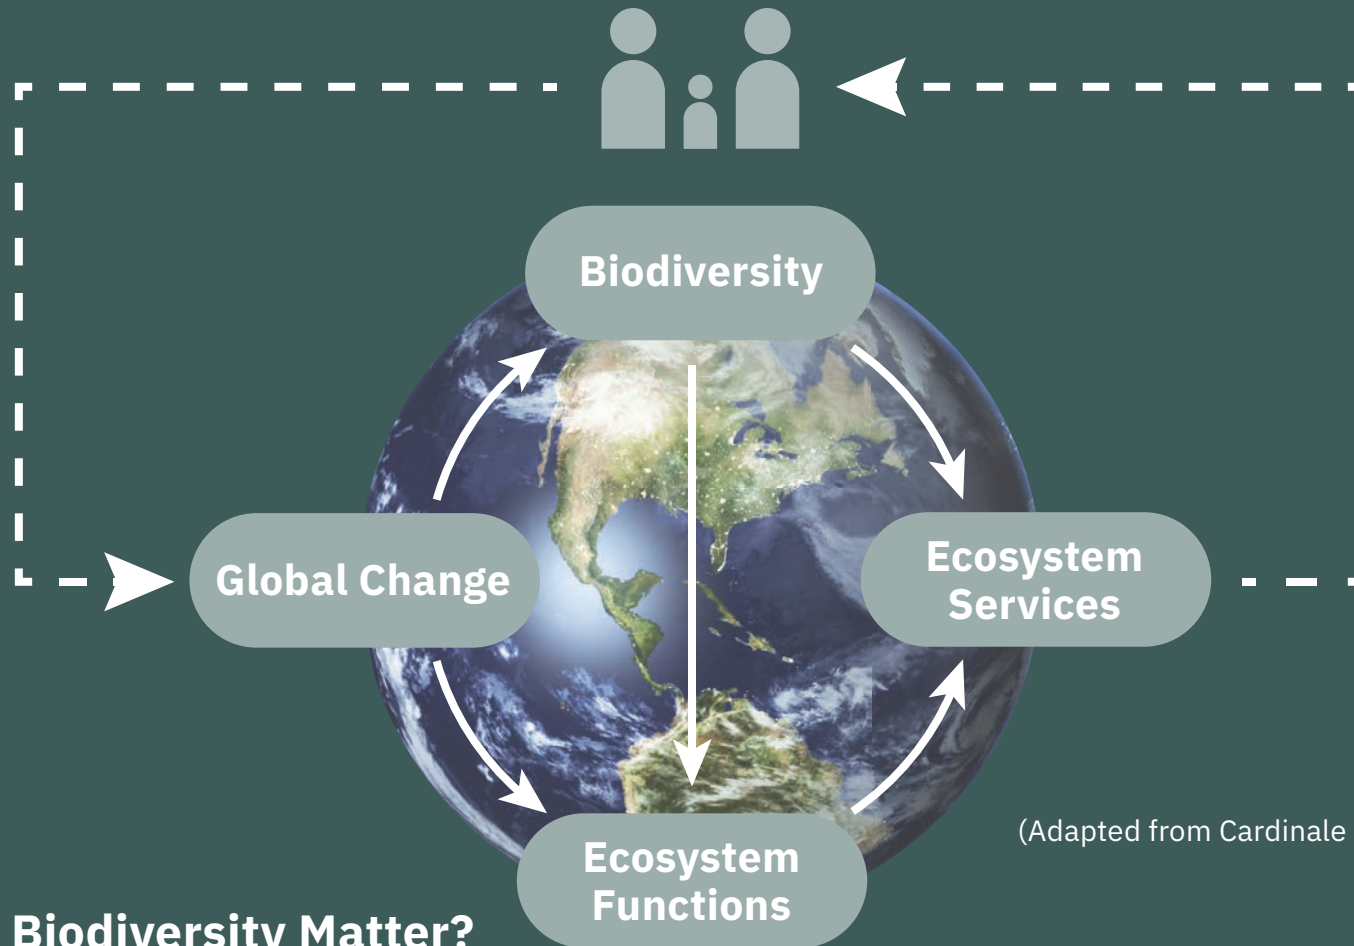 Biodiversity
Global Change
Ecosystem
Services
(Adapted from Cardinale
Ecosystem
Functions
Biodiversity Matter?